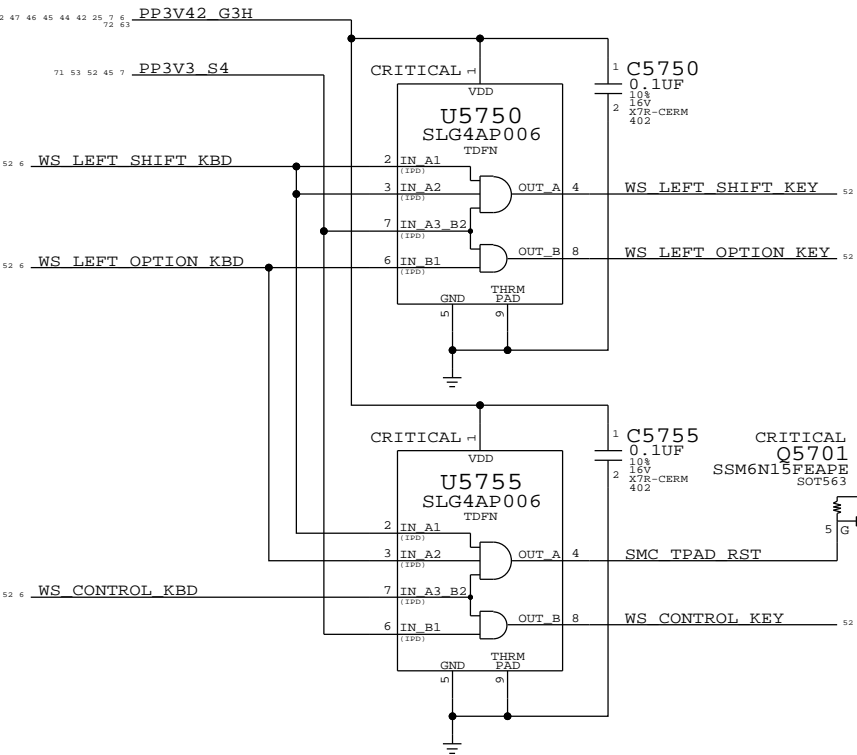 2 47 46 45 44 42 25 7 6 PP3V42_G3H
72 63
71 53 52 45 7 PP3V3_S4
CRITICAL 1
VDD
U5750
SLG4AP006
TDFN
1 C5750
0.1UF
10%
16V
2 X7R-CERM
402
52 6 WS_LEFT_SHIFT_KBD
2 IN_A1
(IPD)
3 IN_A2
(IPD)
OUT_A 4 WS_LEFT_SHIFT_KEY 52
7 IN_A3_B2
(IPD)
52 6 WS_LEFT_OPTION_KBD
6 IN_B1
(IPD)
OUT_B 8 WS_LEFT_OPTION_KEY 52
GND
THRM
PAD
5
9
CRITICAL 1
VDD
U5755
SLG4AP006
TDFN
1 C5755
0.1UF
10%
16V
2 X7R-CERM
402
CRITICAL
Q5701
SSM6N15FEAPE
SOT563
5 G
2 IN_A1
(IPD)
3 IN_A2
(IPD)
OUT_A 4 SMC_TPAD_RST
52 6 WS_CONTROL_KBD
7 IN_A3_B2
(IPD)
6 IN_B1
(IPD)
OUT_B 8 WS_CONTROL_KEY 52
GND
THRM
PAD
5
9